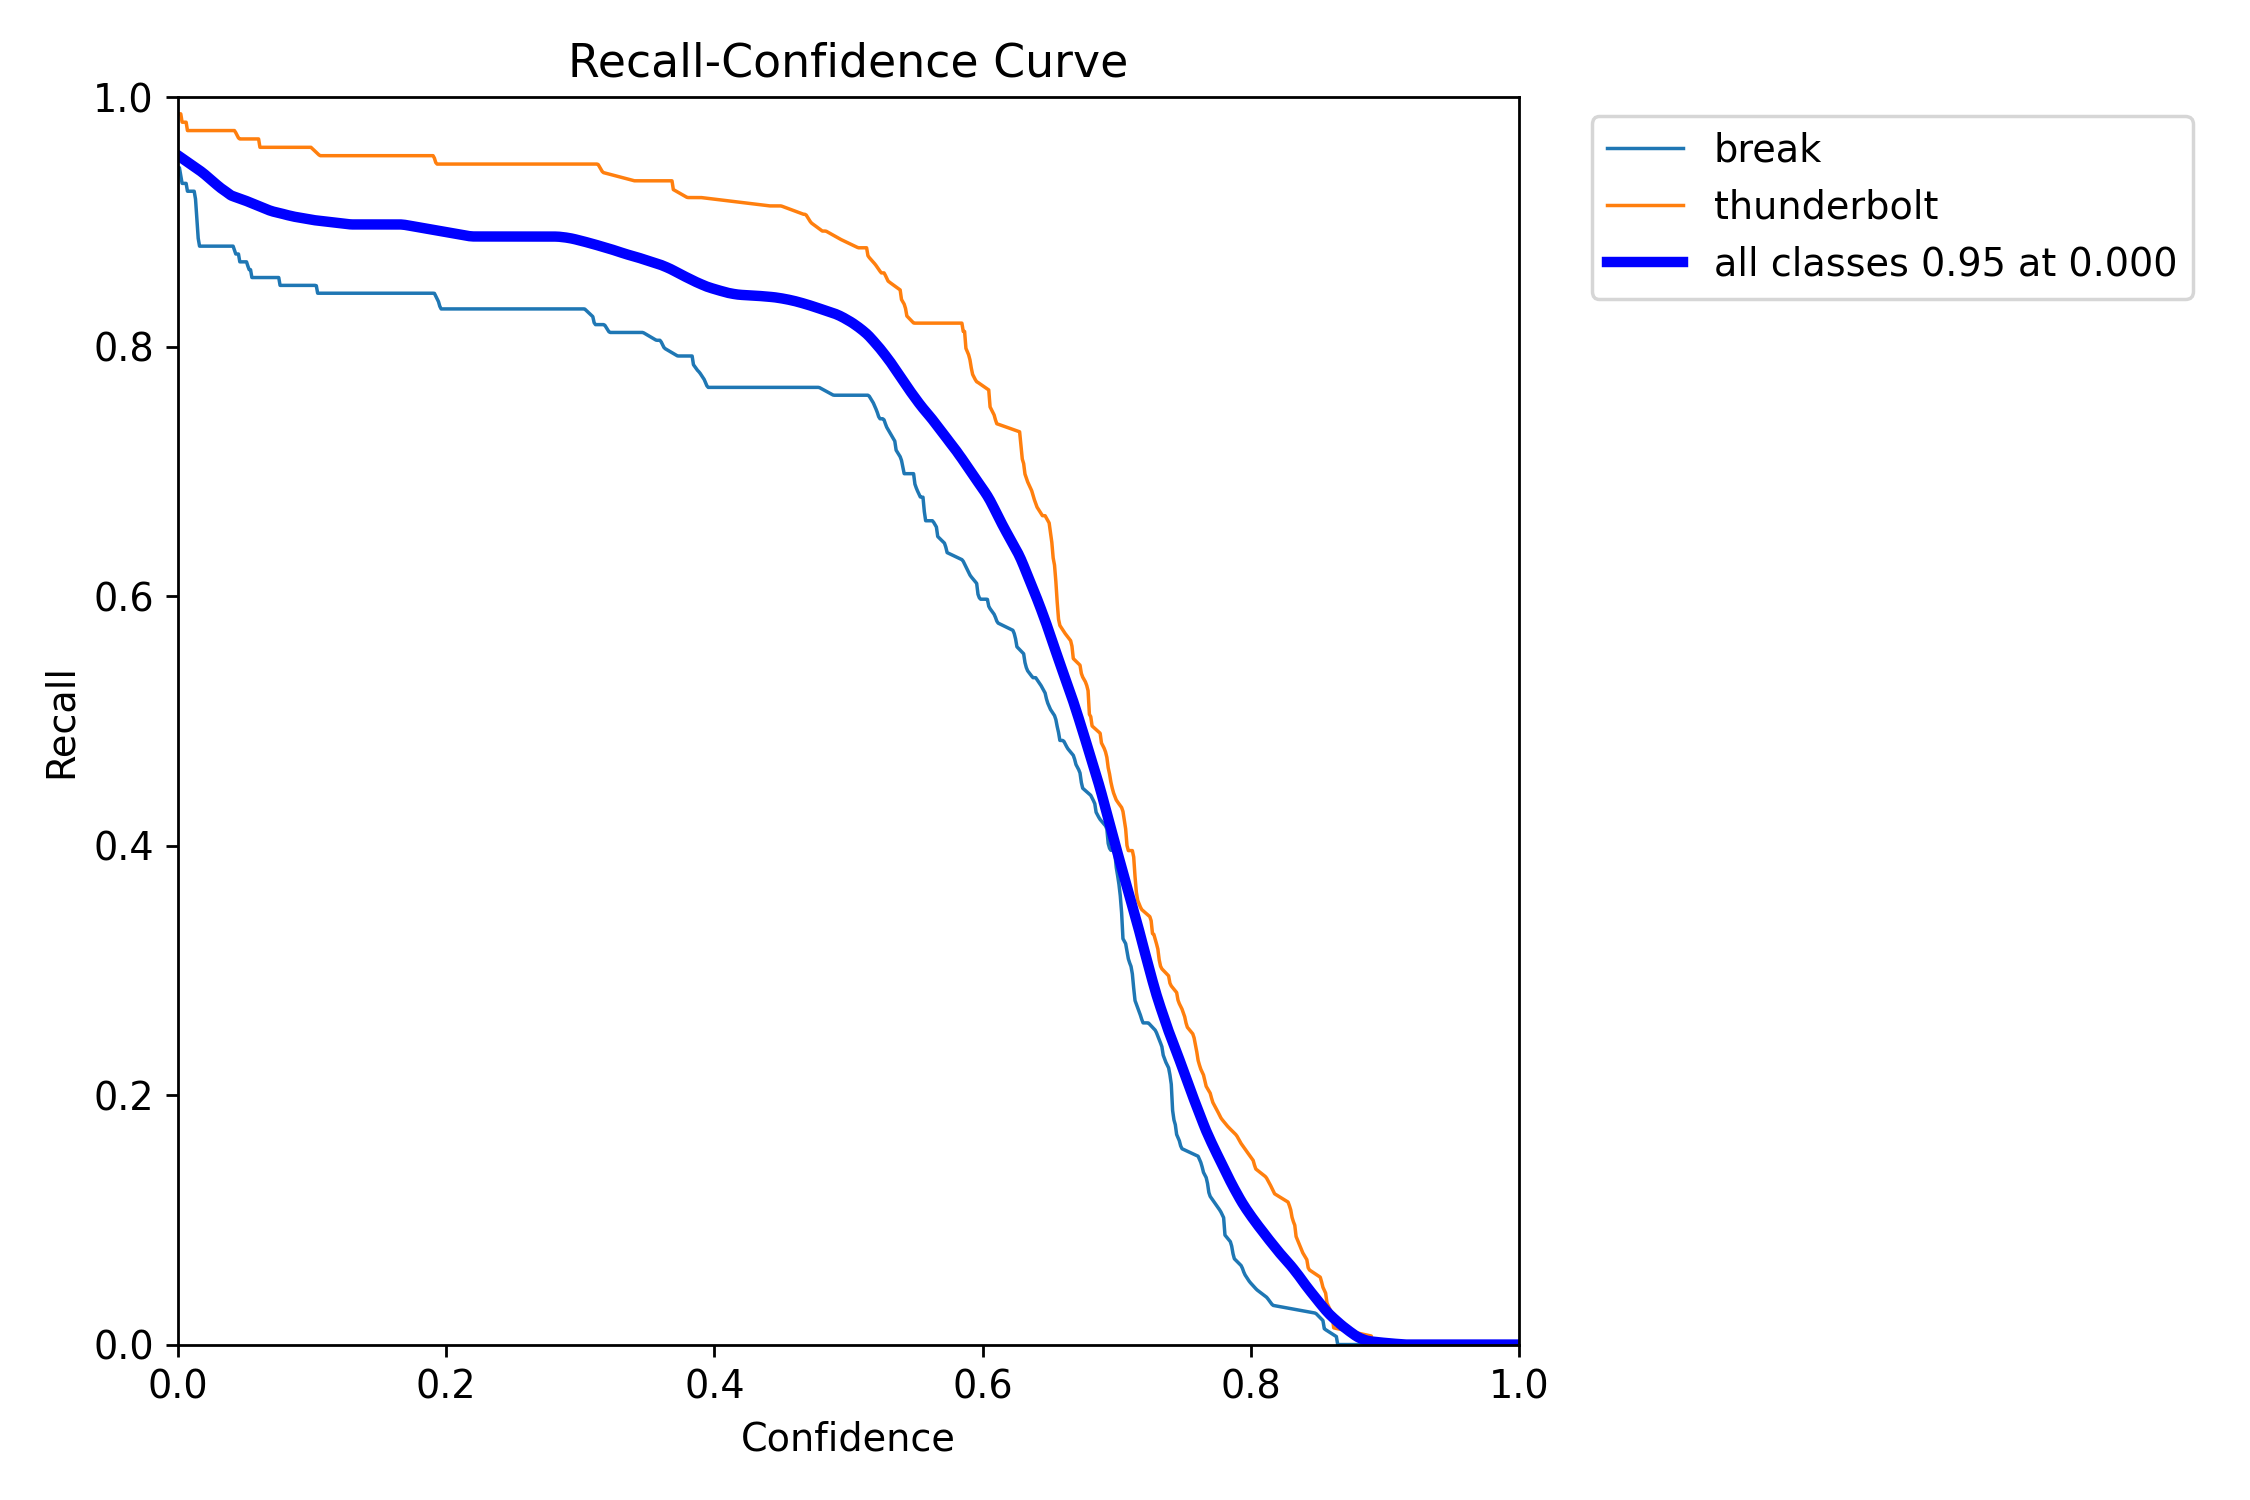 Recall-Confidence Curve
1.0
0.8
0.6
0.4
0.2
0.0
Recall
0.0 0.2 0.4 0.6 0.8 1.0
Confidence
break
thunderbolt
all classes 0.95 at 0.000